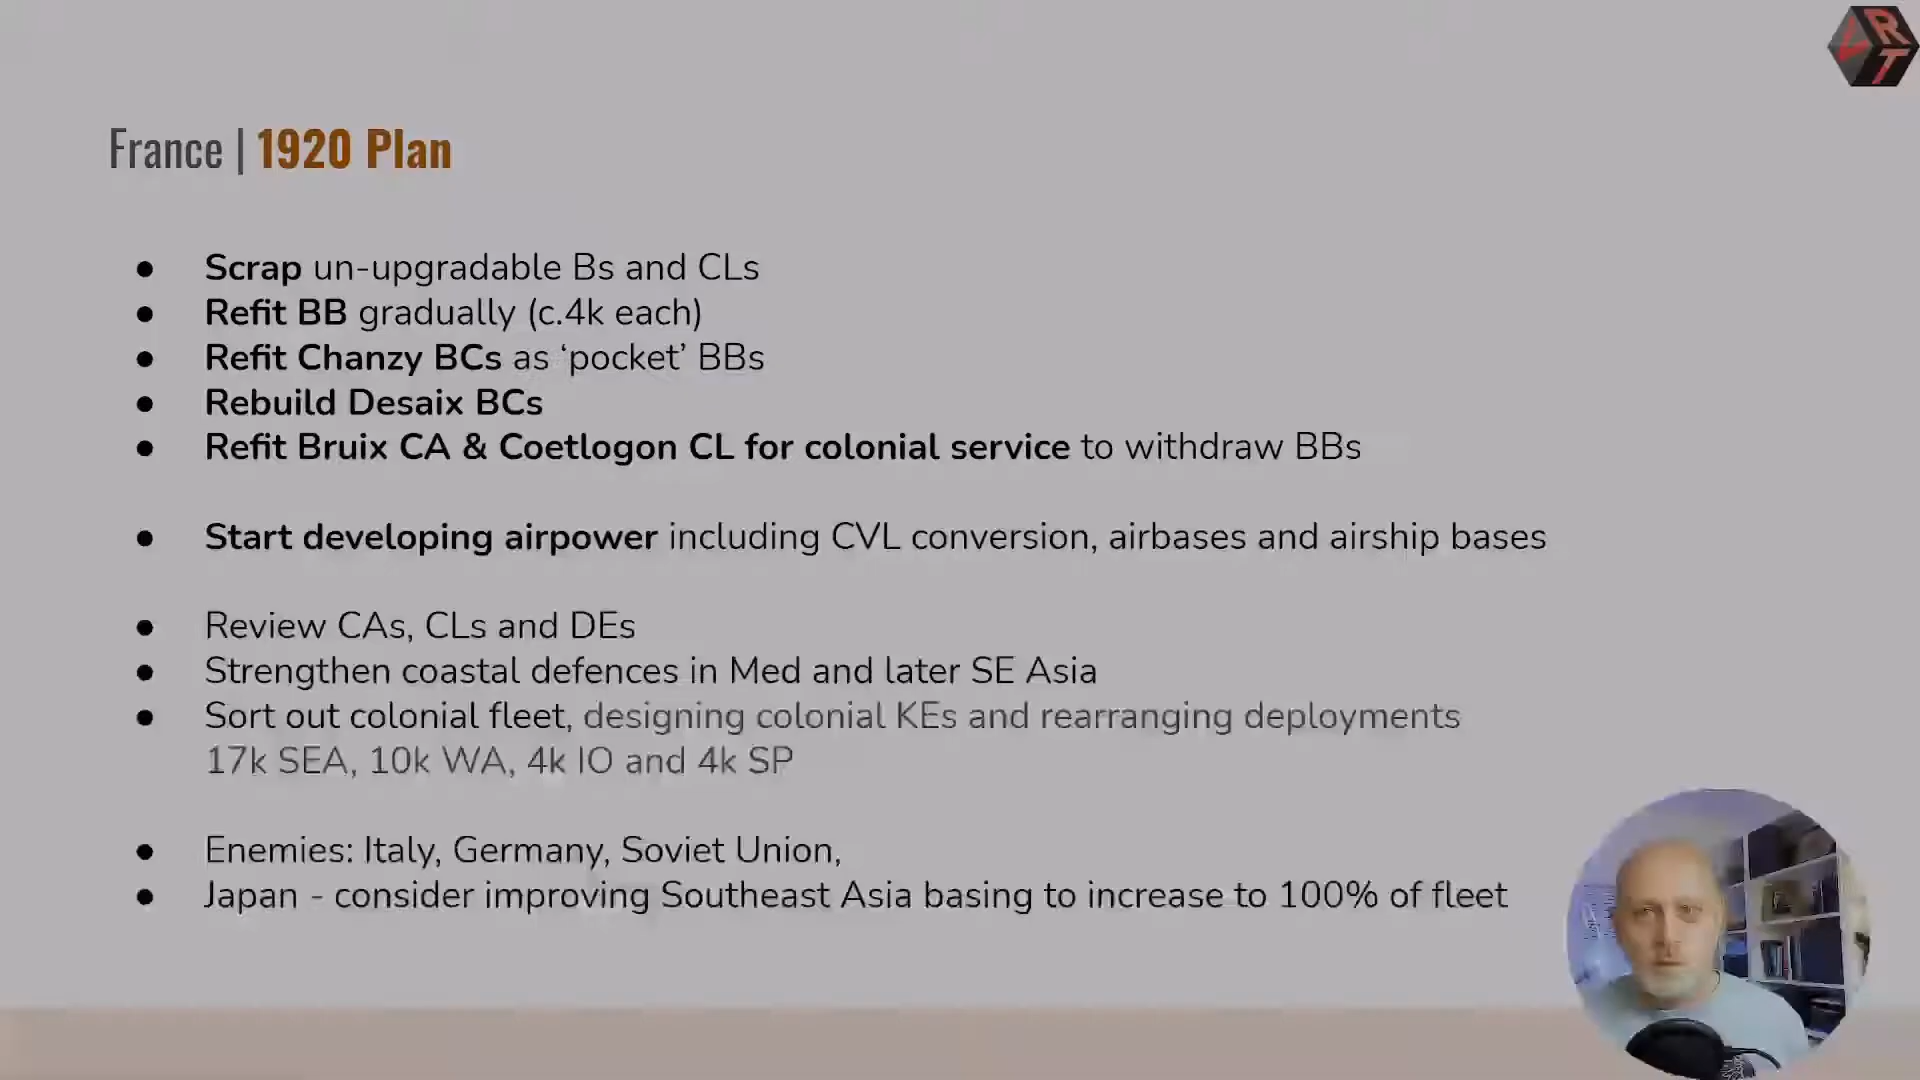 RT
France | 1920 Plan
● Scrap un-upgradable Bs and CLs
● Refit BB gradually (c.4k each)
● Refit Chanzy BCs as ‘pocket’ BBs
● Rebuild Desaix BCs
● Refit Bruix CA & Coetlogon CL for colonial service to withdraw BBs
● Start developing airpower including CVL conversion, airbases and airship bases
● Review CAs, CLs and DEs
● Strengthen coastal defences in Med and later SE Asia
● Sort out colonial fleet, designing colonial KEs and rearranging deployments
17k SEA, 10k WA, 4k IO and 4k SP
● Enemies: Italy, Germany, Soviet Union,
● Japan - consider improving Southeast Asia basing to increase to 100% of fleet